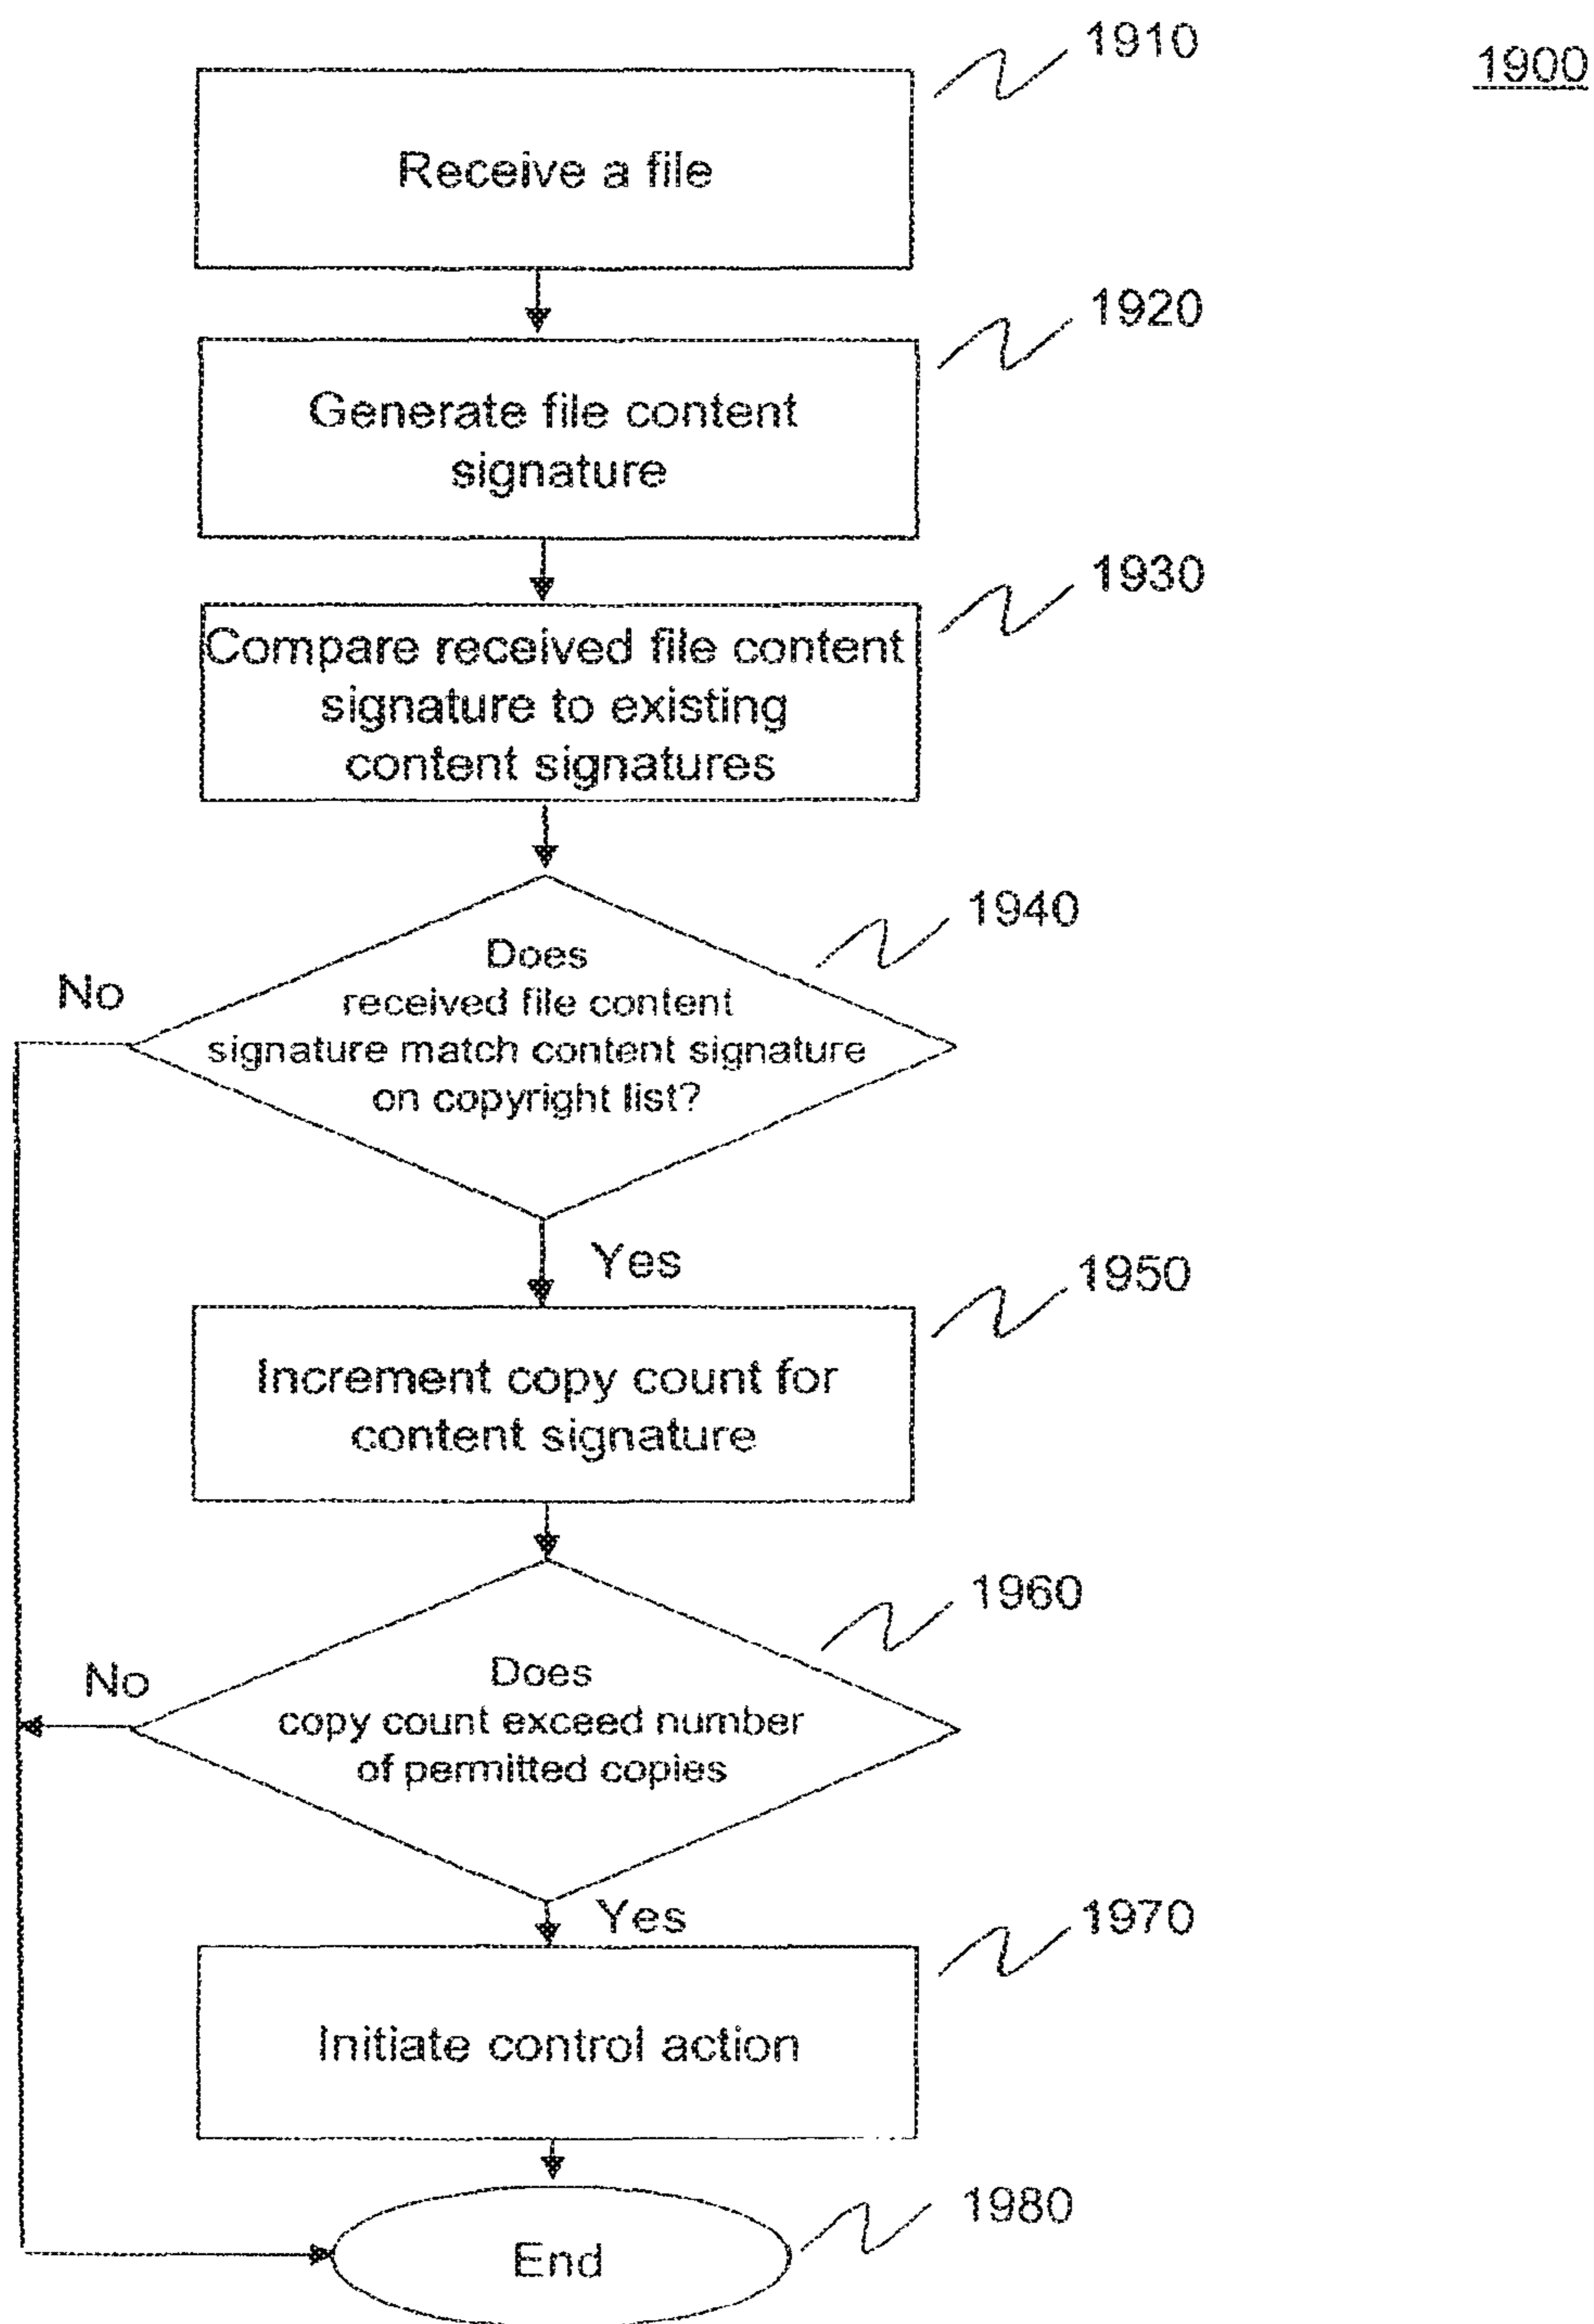 1900
1910
Receive a file
1920
Generate file content
signature
1930
Compare received file content
signature to existing
content signatures
1940
Does
received file content
signature match content signature
on copyright list?
No
Yes
1950
Increment copy count for
content signature
1960
Does
copy count exceed number
of permitted copies
No
Yes
1970
Initiate control action
1980
End